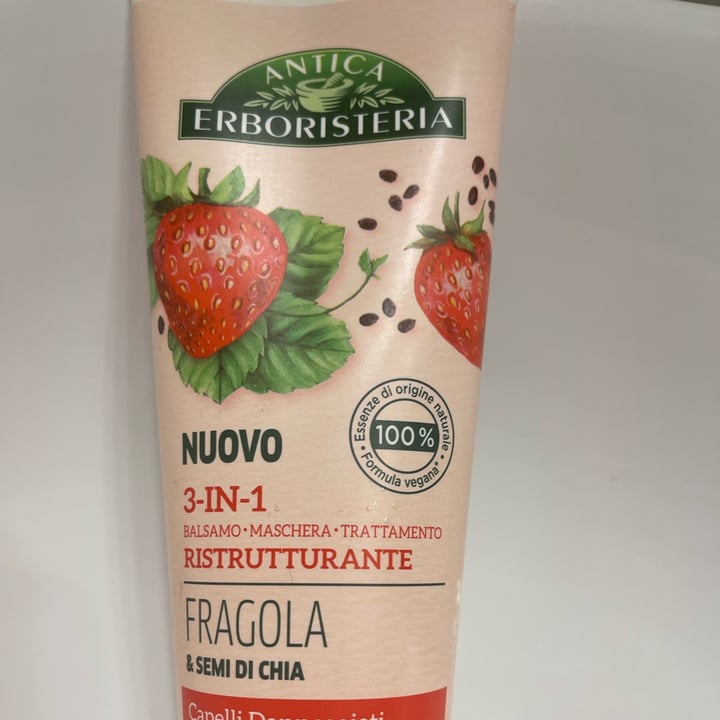 ANTICA
ERBORISTERIA
Essenze di origine naturale
100%
Formula vegana*
NUOVO
3-IN-1
BALSAMO • MASCHERA • TRATTAMENTO
RISTRUTTURANTE
FRAGOLA
& SEMI DI CHIA
Capelli